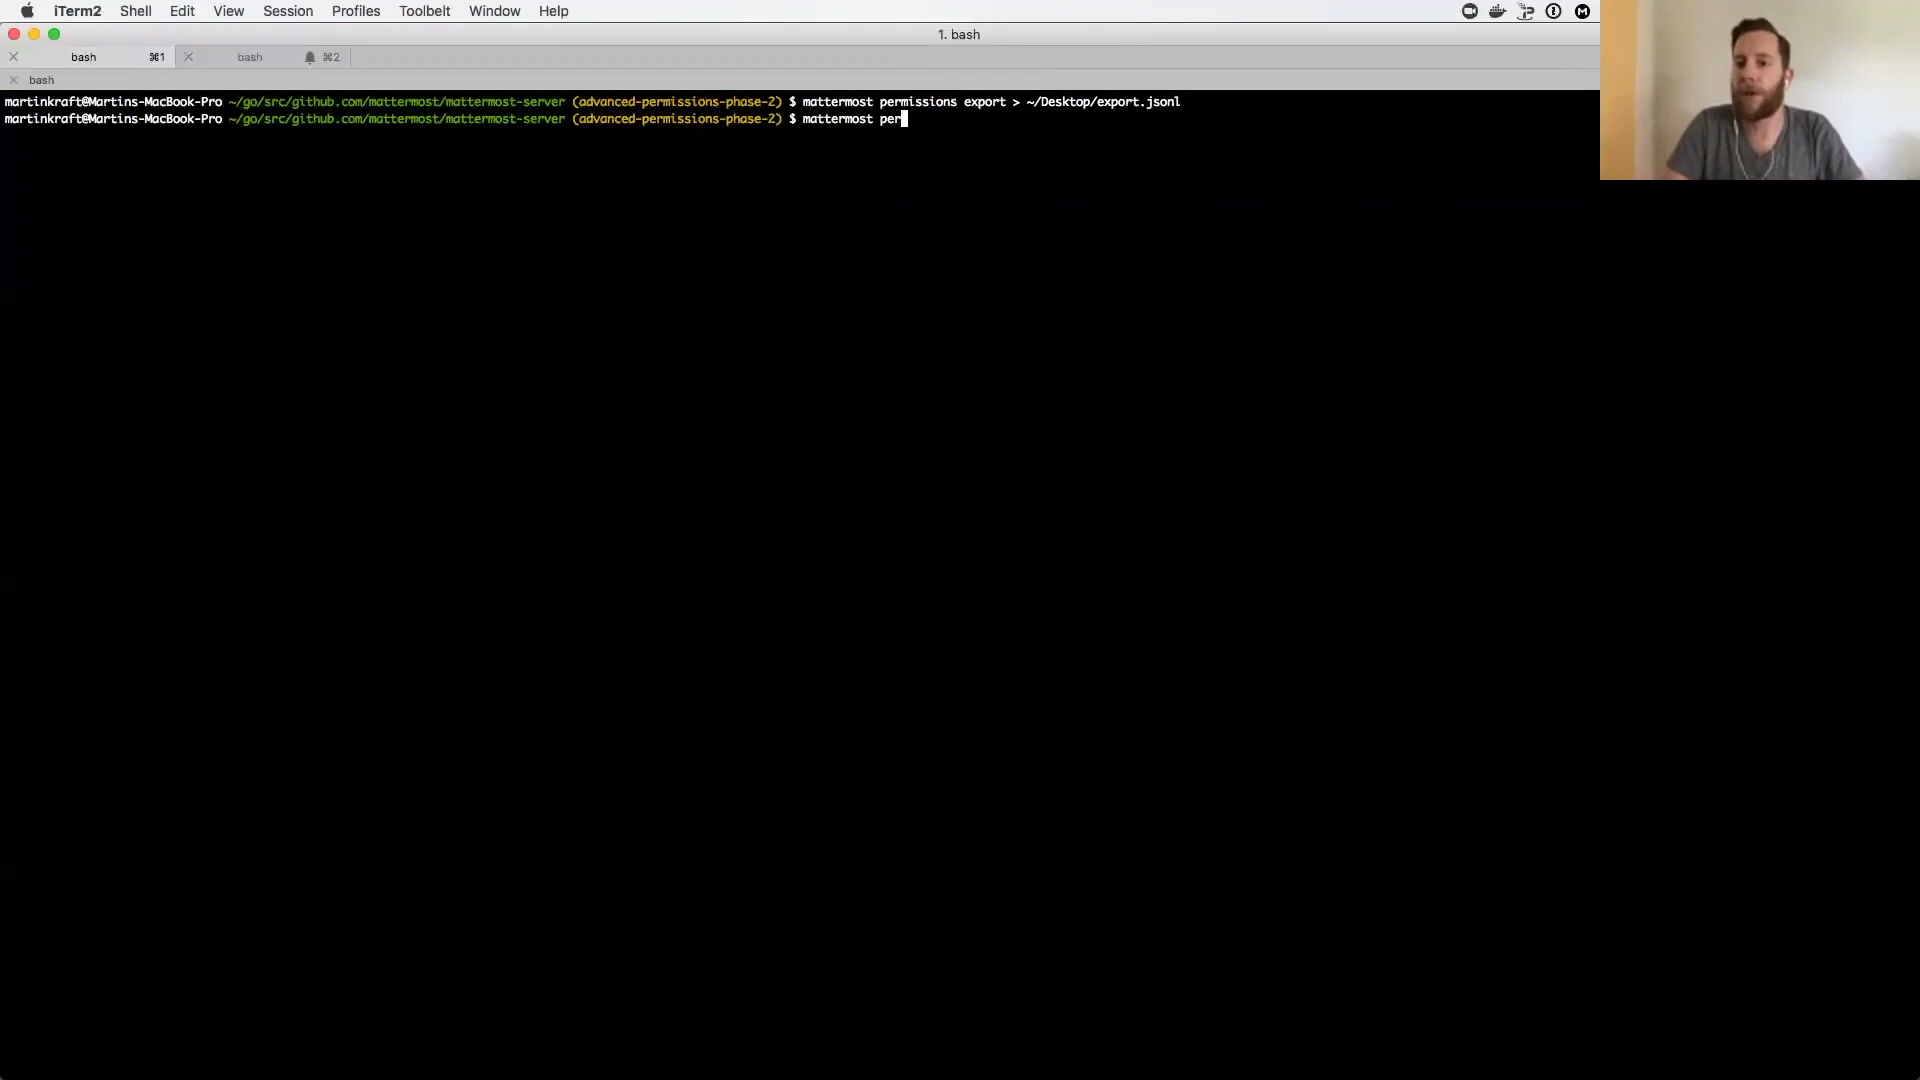 iTerm2 Shell Edit View Session Profiles Toolbelt Window Help
1. bash
bash ⌘1 bash ⌘2
bash
martinkraft@Martins-MacBook-Pro ~/go/src/github.com/mattermost/mattermost-server (advanced-permissions-phase-2) $ mattermost permissions export > ~/Desktop/export.jsonl
martinkraft@Martins-MacBook-Pro ~/go/src/github.com/mattermost/mattermost-server (advanced-permissions-phase-2) $ mattermost per